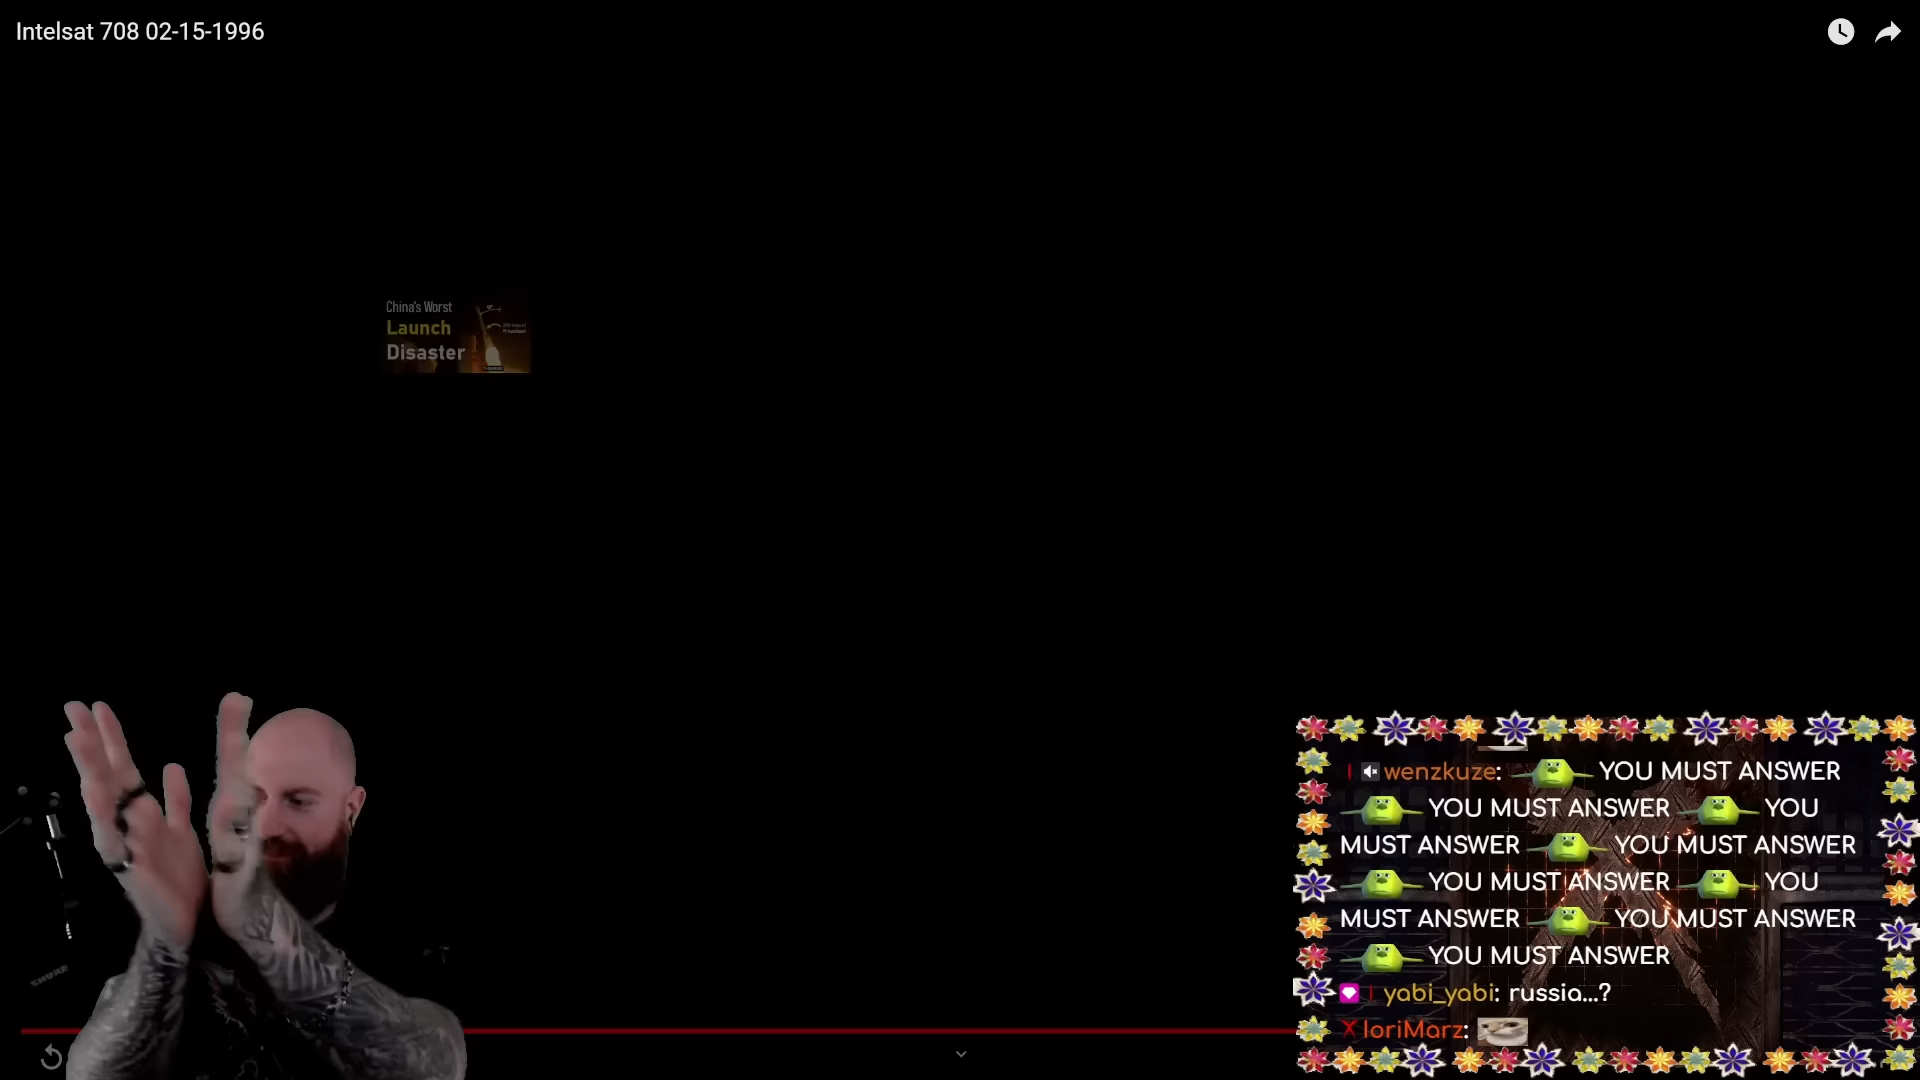 Intelsat 708 02-15-1996
China's Worst
Launch
Disaster
SHURE
wenzkuze: YOU MUST ANSWER
YOU MUST ANSWER YOU
MUST ANSWER YOU MUST ANSWER
YOU MUST ANSWER YOU
MUST ANSWER YOU MUST ANSWER
YOU MUST ANSWER
yabi_yabi: russia...?
loriMarz: